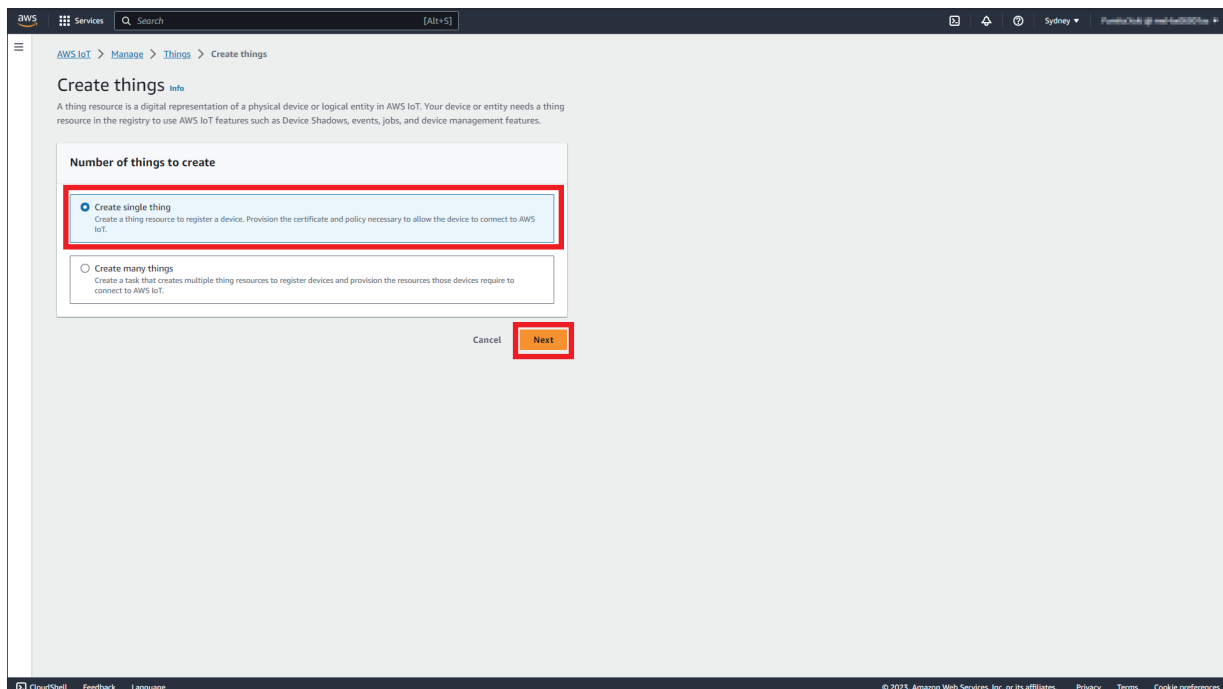 aws Services Search [Alt+S] Sydney
AWS IoT > Manage > Things > Create things
Create things Info
A thing resource is a digital representation of a physical device or logical entity in AWS IoT. Your device or entity needs a thing
resource in the registry to use AWS IoT features such as Device Shadows, events, jobs, and device management features.
Number of things to create
Create single thing
Create a thing resource to register a device. Provision the certificate and policy necessary to allow the device to connect to AWS
IoT.
Create many things
Create a task that creates multiple thing resources to register devices and provision the resources those devices require to
connect to AWS IoT.
Cancel Next
CloudShell Feedback Language © 2023, Amazon Web Services, Inc. or its affiliates. Privacy Terms Cookie preferences